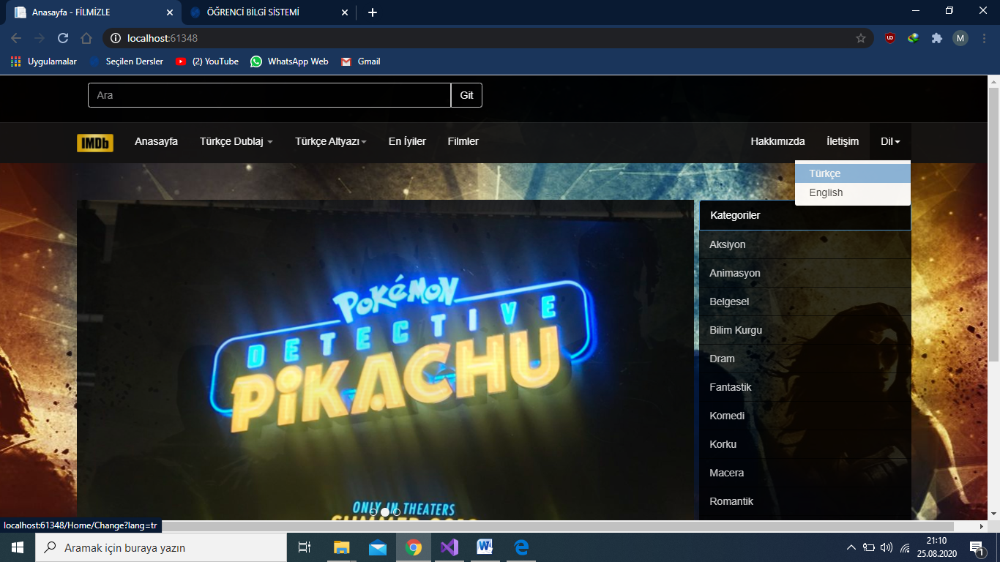 Anasayfa - FİLMİZLE
ÖĞRENCİ BİLGİ SİSTEMİ
localhost:61348
M
Uygulamalar
Seçilen Dersler
(2) YouTube
WhatsApp Web
Gmail
Ara
Git
IMDb
Anasayfa
Türkçe Dublaj
Türkçe Altyazı
En İyiler
Filmler
Hakkımızda
İletişim
Dil
Türkçe
English
POKéMON
DETECTIVE
PiKACHU
ONLY IN THEATERS
Kategoriler
Aksiyon
Animasyon
Belgesel
Bilim Kurgu
Dram
Fantastik
Komedi
Korku
Macera
Romantik
localhost:61348/Home/Change?lang=tr
Aramak için buraya yazın
21:10
25.08.2020
1